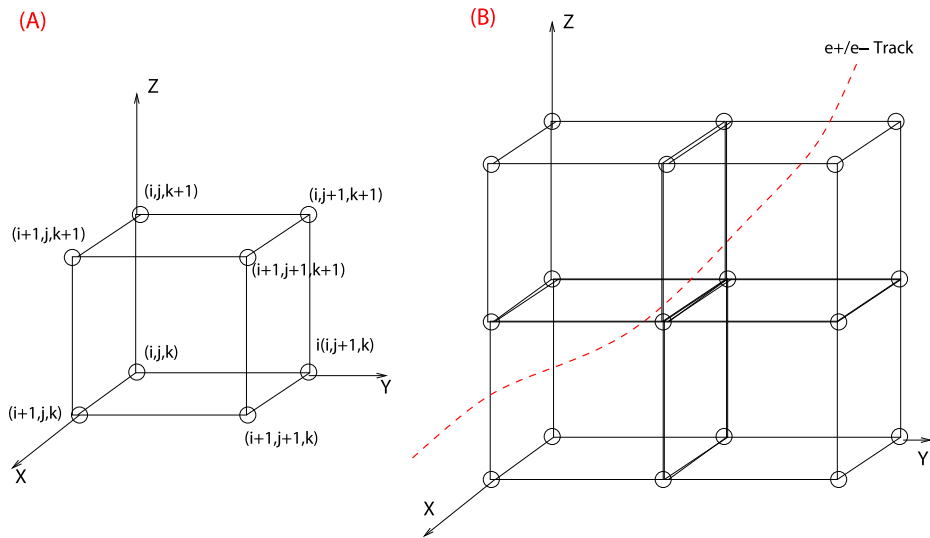 (A)
(B)
Z
e+/e− Track
Z
(i,j,k+1)
(i,j+1,k+1)
(i+1,j,k+1)
(i+1,j+1,k+1)
(i,j,k)
i(i,j+1,k)
Y
(i+1,j,k)
(i+1,j+1,k)
Y
X
X